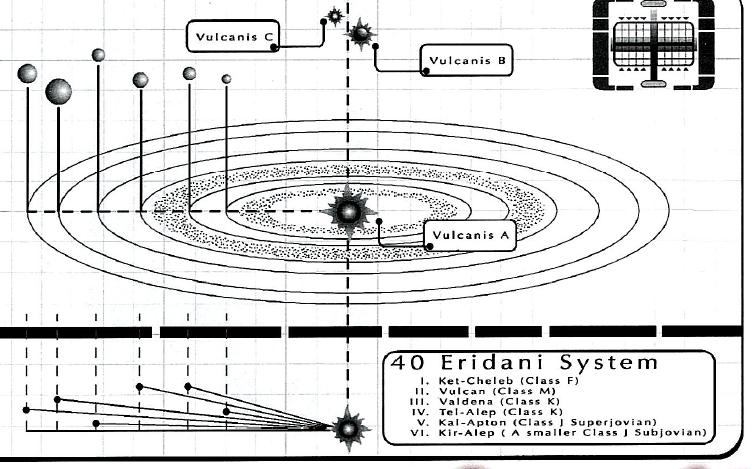 Vulcanis C
Vulcanis B
Vulcanis A
40 Eridani System
I. Ket-Cheleb (Class F)
II. Vulcan (Class M)
III. Valdena (Class K)
IV. Tel-Alep (Class K)
V. Kal-Apton (Class J Superjovian)
VI. Kir-Alep ( A smaller Class J Subjovian)